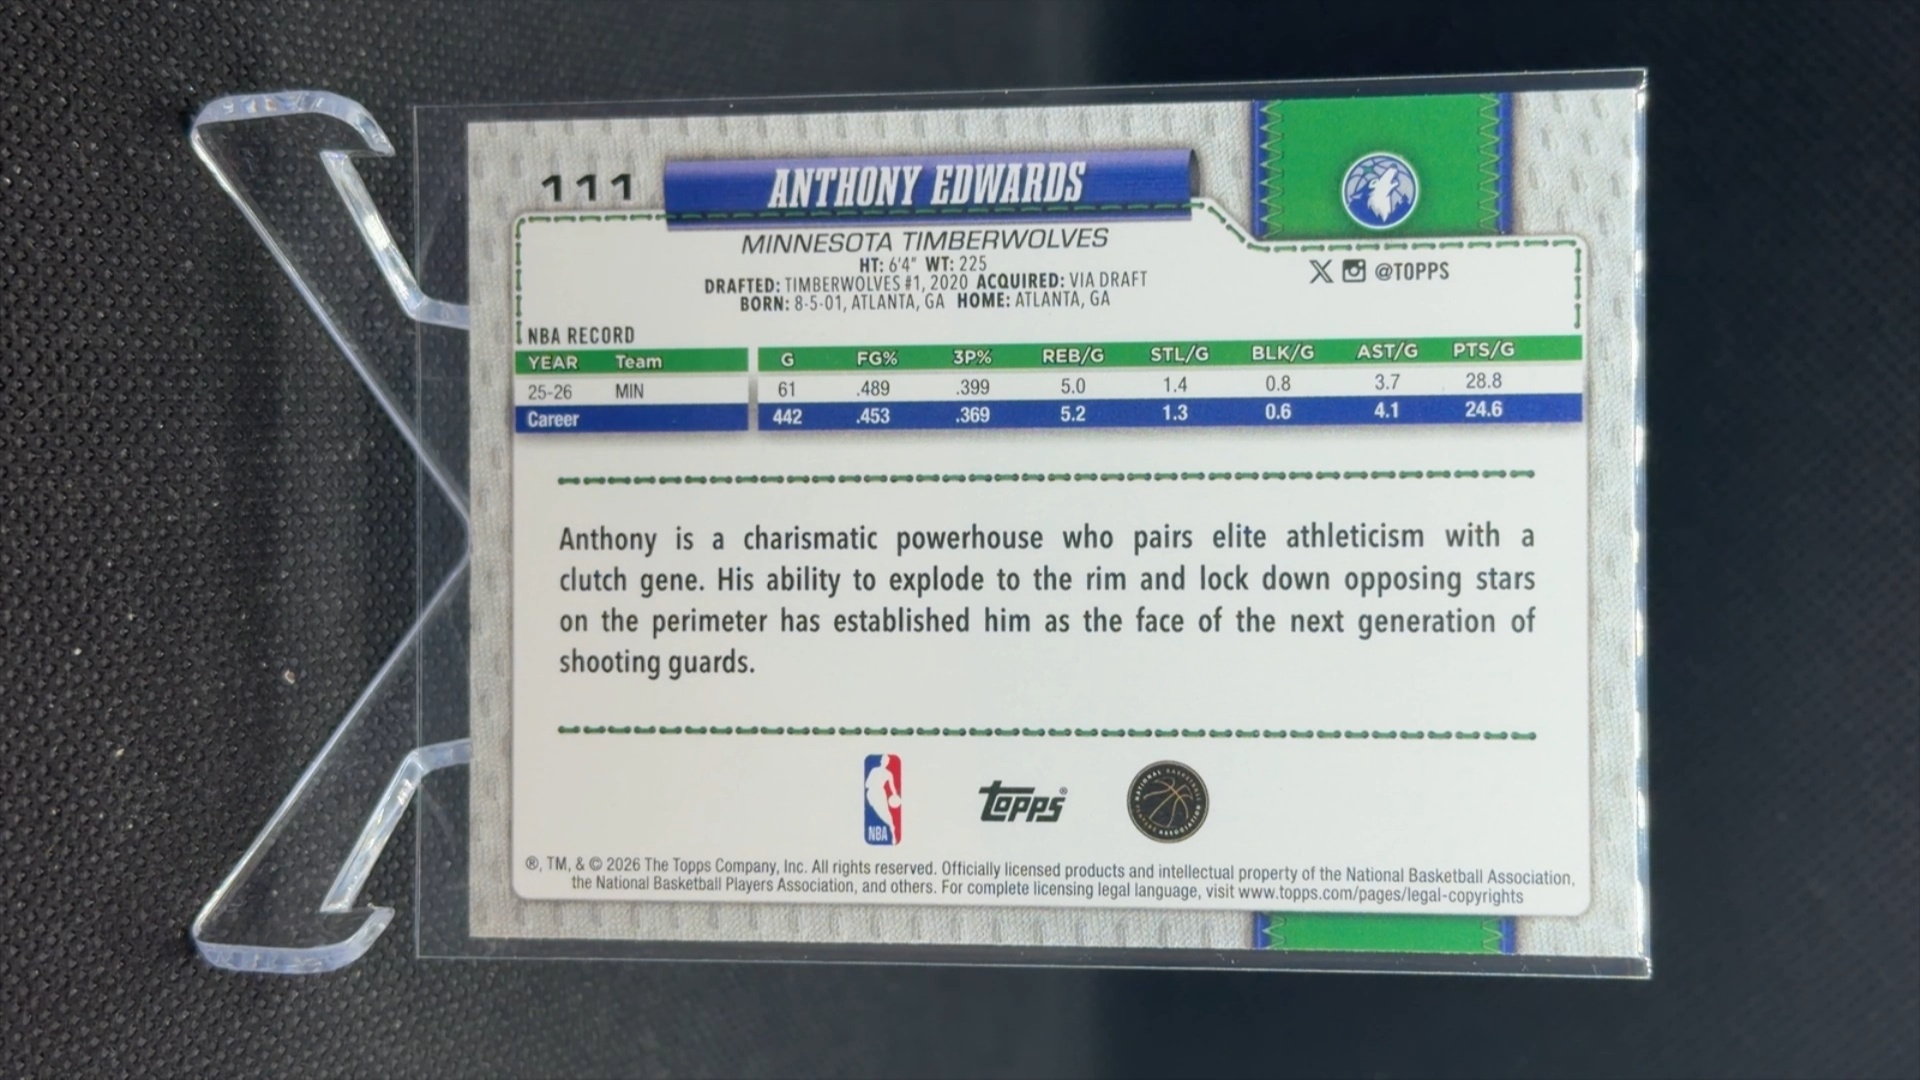 111
ANTHONY EDWARDS
MINNESOTA TIMBERWOLVES
HT: 6'4" WT: 225
DRAFTED: TIMBERWOLVES #1, 2020 ACQUIRED: VIA DRAFT
BORN: 8-5-01, ATLANTA, GA HOME: ATLANTA, GA
@TOPPS
NBA RECORD
YEAR Team G FG% 3P% REB/G STL/G BLK/G AST/G PTS/G
25-26 MIN 61 .489 .399 5.0 1.4 0.8 3.7 28.8
Career 442 .453 .369 5.2 1.3 0.6 4.1 24.6
Anthony is a charismatic powerhouse who pairs elite athleticism with a
clutch gene. His ability to explode to the rim and lock down opposing stars
on the perimeter has established him as the face of the next generation of
shooting guards.
NBA
Topps®
NATIONAL BASKETBALL PLAYERS ASSOCIATION
®, TM, & © 2026 The Topps Company, Inc. All rights reserved. Officially licensed products and intellectual property of the National Basketball Association,
the National Basketball Players Association, and others. For complete licensing legal language, visit www.topps.com/pages/legal-copyrights